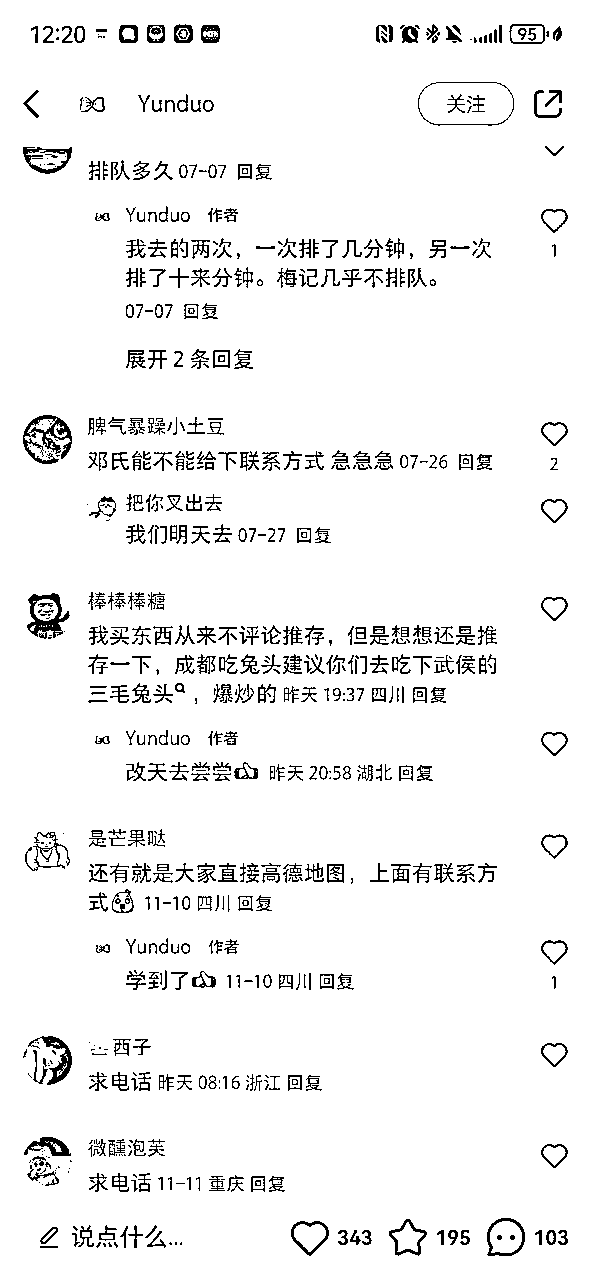 12:20
95
Yunduo
关注
排队多久 07-07 回复
Yunduo 作者
我去的两次，一次排了几分钟，另一次
排了十来分钟。梅记几乎不排队。
1
07-07 回复
展开 2 条回复
脾气暴躁小土豆
邓氏能不能给下联系方式 急急急 07-26 回复
2
把你叉出去
我们明天去 07-27 回复
棒棒棒糖
我买东西从来不评论推存，但是想想还是推
存一下，成都吃兔头建议你们去吃下武侯的
三毛兔头，爆炒的 昨天 19:37 四川 回复
Yunduo 作者
改天去尝尝 昨天 20:58 湖北 回复
是芒果哒
还有就是大家直接高德地图，上面有联系方
式 11-10 四川 回复
Yunduo 作者
学到了 11-10 四川 回复
1
西子
求电话 昨天 08:16 浙江 回复
微醺泡芙
求电话 11-11 重庆 回复
说点什么...
343
195
103